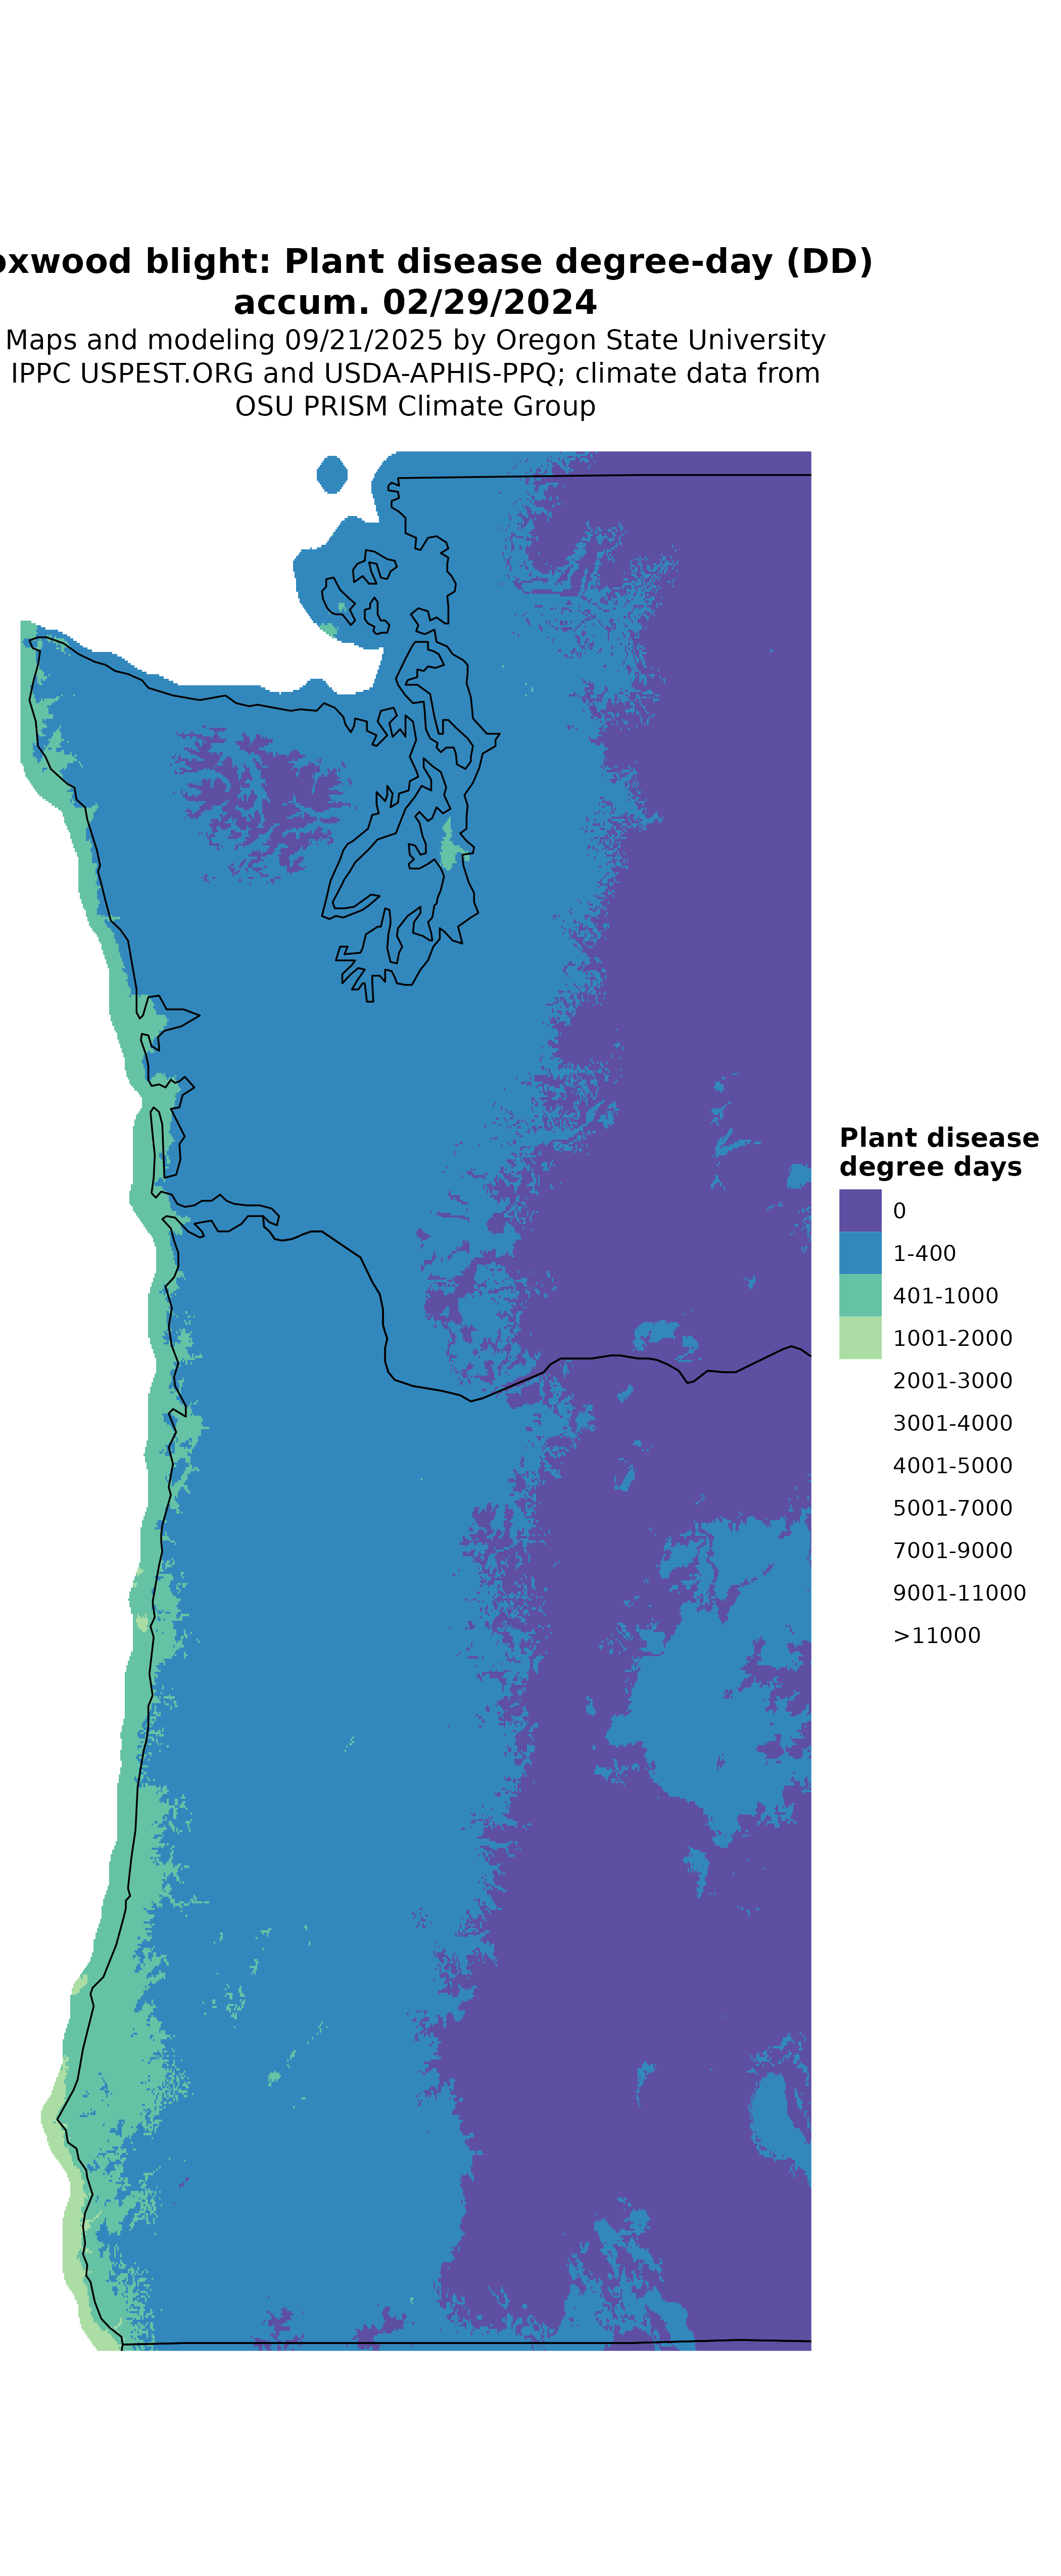 oxwood blight: Plant disease degree-day (DD)
accum. 02/29/2024
Maps and modeling 09/21/2025 by Oregon State University
IPPC USPEST.ORG and USDA-APHIS-PPQ; climate data from
OSU PRISM Climate Group
Plant disease
degree days
0
1-400
401-1000
1001-2000
2001-3000
3001-4000
4001-5000
5001-7000
7001-9000
9001-11000
>11000